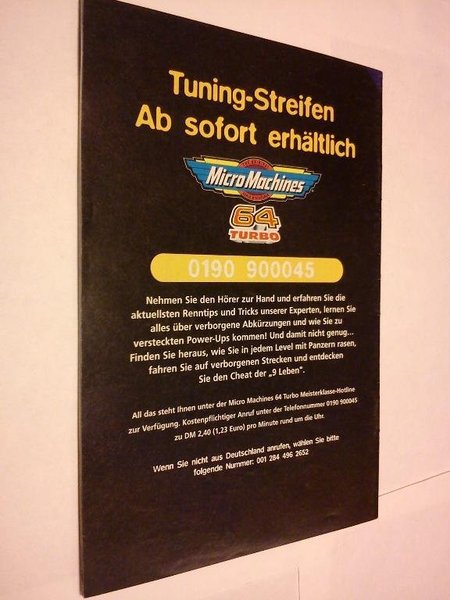 Tuning-Streifen
Ab sofort erhältlich
Micro Machines
64
TURBO
0190 900045
Nehmen Sie den Hörer zur Hand und erfahren Sie die
aktuellsten Renntips und Tricks unserer Experten, lernen Sie
alles über verborgene Abkürzungen und wie Sie zu
versteckten Power-Ups kommen! Und damit nicht genug...
Finden Sie heraus, wie Sie in jedem Level mit Panzern rasen,
fahren Sie auf verborgenen Strecken und entdecken
Sie den Cheat der „9 Leben".
All das steht Ihnen unter der Micro Machines 64 Turbo Meisterklasse-Hotline
zur Verfügung. Kostenpflichtiger Anruf unter der Telefonnummer 0190 900045
zu DM 2,40 (1,23 Euro) pro Minute rund um die Uhr.
Wenn Sie nicht aus Deutschland anrufen, wählen Sie bitte
folgende Nummer: 001 284 496 2652